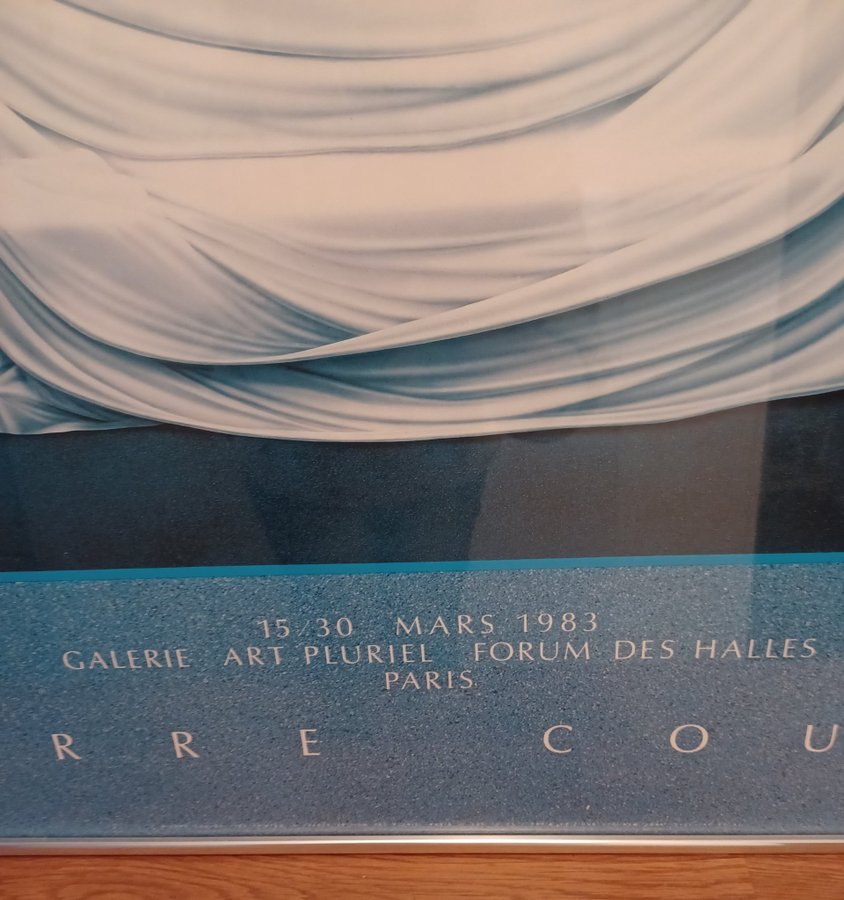 15/30 MARS 1983
GALERIE ART PLURIEL FORUM DES HALLES
PARIS
RRE COU